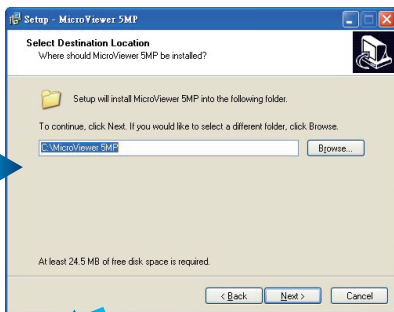 Setup - MicroViewer 5MP
Select Destination Location
Where should MicroViewer 5MP be installed?
Setup will install MicroViewer 5MP into the following folder.
To continue, click Next. If you would like to select a different folder, click Browse.
C:\MicroViewer 5MP
Browse...
At least 24.5 MB of free disk space is required.
< Back
Next >
Cancel